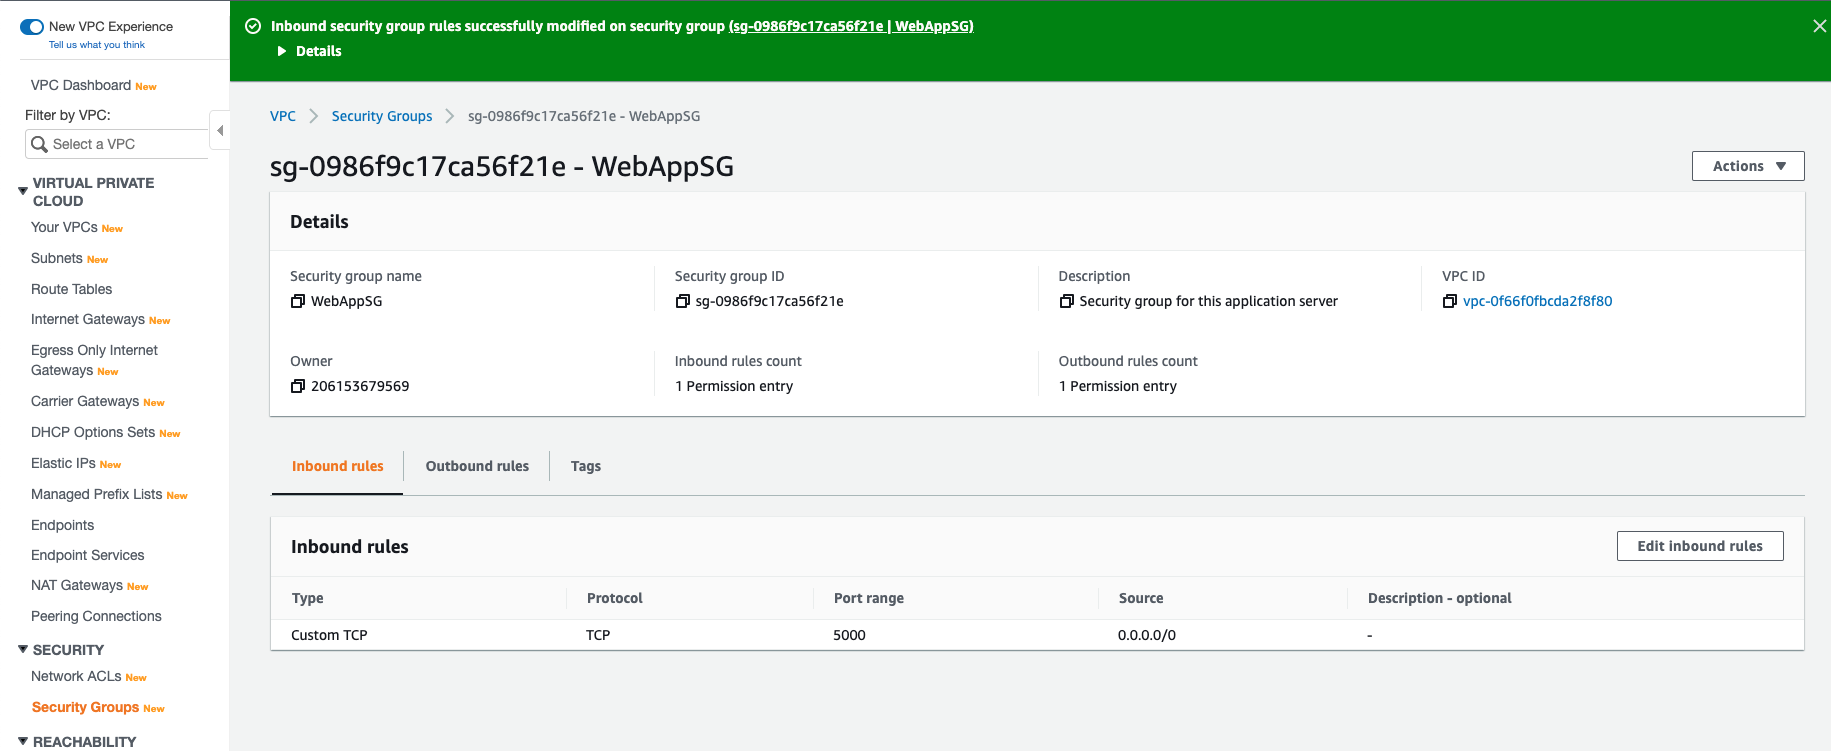 New VPC Experience
Tell us what you think
VPC Dashboard New
Filter by VPC:
Select a VPC
VIRTUAL PRIVATE
CLOUD
Your VPCs New
Subnets New
Route Tables
Internet Gateways New
Egress Only Internet
Gateways New
Carrier Gateways New
DHCP Options Sets New
Elastic IPs New
Managed Prefix Lists New
Endpoints
Endpoint Services
NAT Gateways New
Peering Connections
SECURITY
Network ACLs New
Security Groups New
REACHABILITY
Inbound security group rules successfully modified on security group (sg-0986f9c17ca56f21e | WebAppSG)
Details
VPC Security Groups sg-0986f9c17ca56f21e - WebAppSG
sg-0986f9c17ca56f21e - WebAppSG
Actions
Details
Security group name Security group ID Description VPC ID
WebAppSG sg-0986f9c17ca56f21e Security group for this application server vpc-0f66f0fbcda2f8f80
Owner Inbound rules count Outbound rules count
206153679569 1 Permission entry 1 Permission entry
Inbound rules Outbound rules Tags
Inbound rules Edit inbound rules
Type Protocol Port range Source Description - optional
Custom TCP TCP 5000 0.0.0.0/0 -